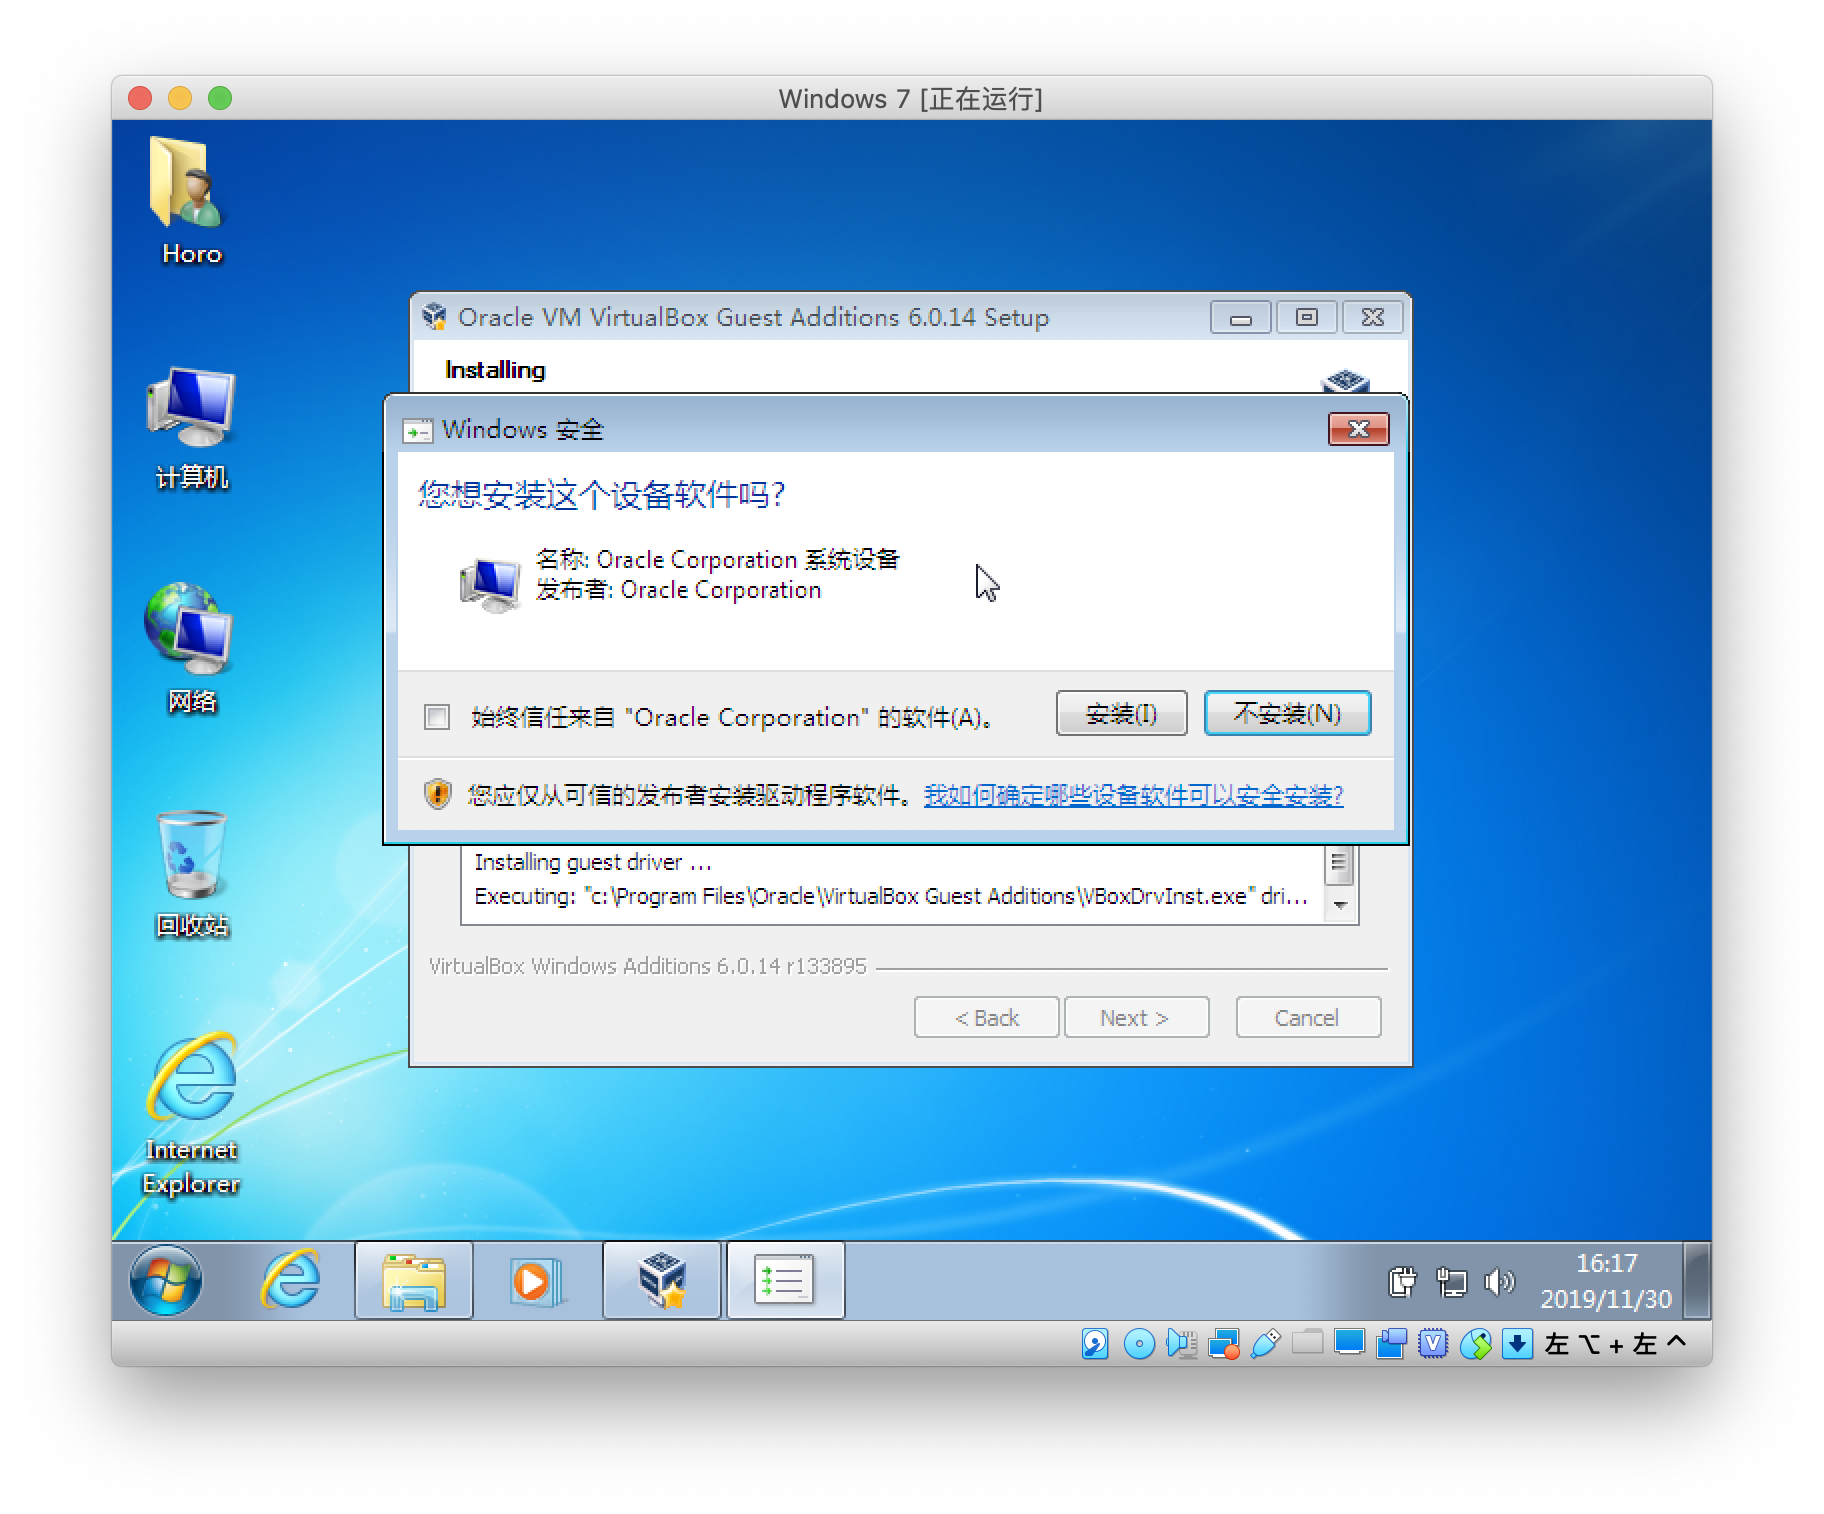 Windows 7 [正在运行]
Horo
计算机
网络
回收站
Internet
Explorer
Oracle VM VirtualBox Guest Additions 6.0.14 Setup
Installing
Windows 安全
您想安装这个设备软件吗?
名称: Oracle Corporation 系统设备
发布者: Oracle Corporation
始终信任来自 "Oracle Corporation" 的软件(A)。
安装(I)
不安装(N)
您应仅从可信的发布者安装驱动程序软件。我如何确定哪些设备软件可以安全安装?
Installing guest driver ...
Executing: "c:\Program Files\Oracle\VirtualBox Guest Additions\VBoxDrvInst.exe" dri...
VirtualBox Windows Additions 6.0.14 r133895
< Back
Next >
Cancel
16:17
2019/11/30
左 ⌥ + 左 ^